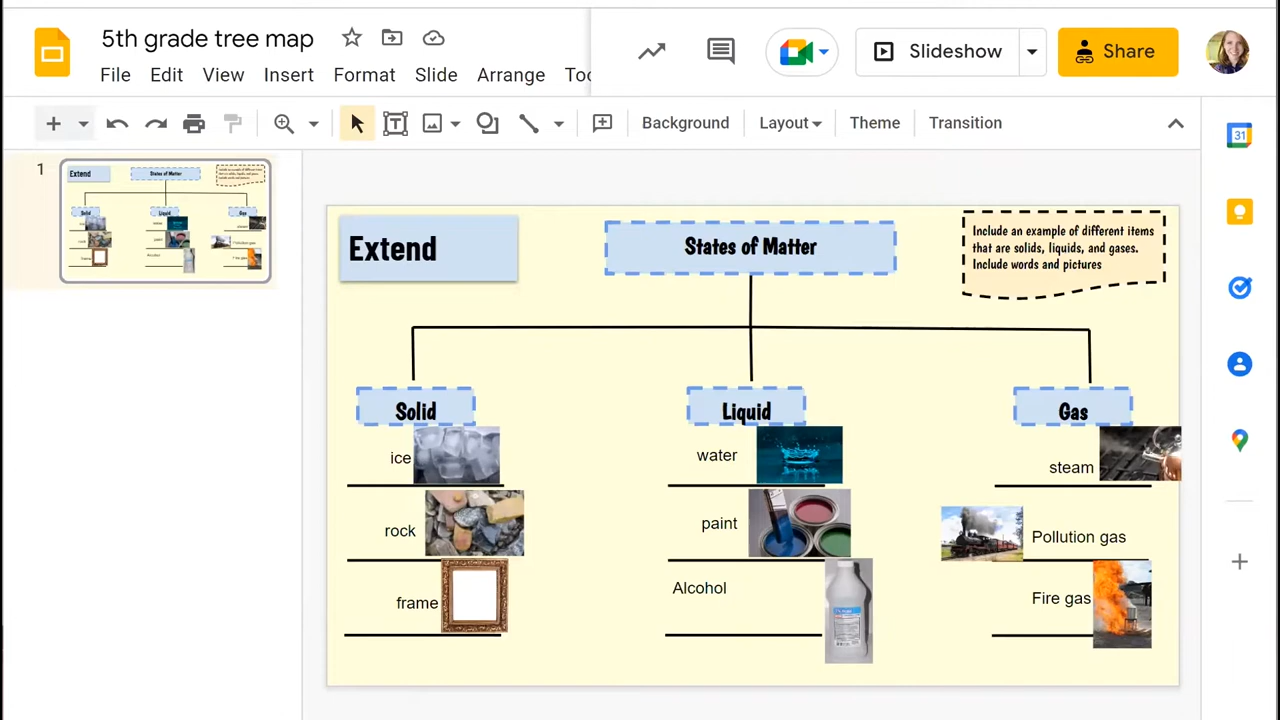 5th grade tree map
File Edit View Insert Format Slide Arrange Too
Slideshow
Share
Background Layout Theme Transition
31
1
Extend
States of Matter
Include an example of different items
that are solids, liquids, and gases.
Include words and pictures
Solid Liquid Gas
ice water steam
rock paint Pollution gas
frame Alcohol Fire gas